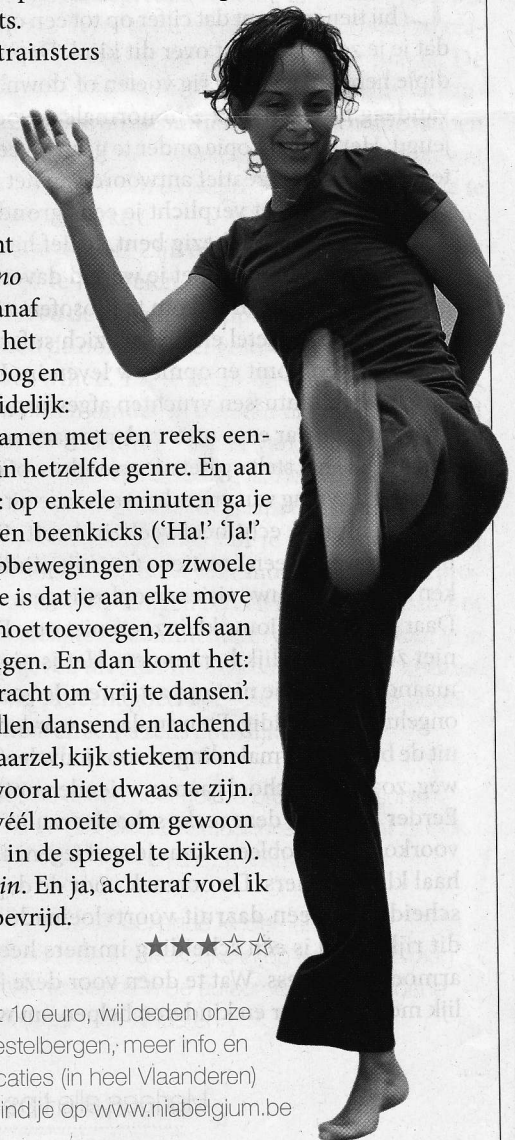 ts.
trainsters
nt
no
anaf
het
oog en
idelijk:
amen met een reeks een-
in hetzelfde genre. En aan
: op enkele minuten ga je
en beenkicks (‘Ha!’ ‘Ja!’
pbewegingen op zwoele
e is dat je aan elke move
noet toevoegen, zelfs aan
gen. En dan komt het:
racht om ‘vrij te dansen’.
llen dansend en lachend
aarzel, kijk stiekem rond
vooral niet dwaas te zijn.
véél moeite om gewoon
in de spiegel te kijken).
in. En ja, achteraf voel ik
oevrijd.
★★★☆☆
10 euro, wij deden onze
estelbergen, meer info en
caties (in heel Vlaanderen)
ind je op www.niabelgium.be